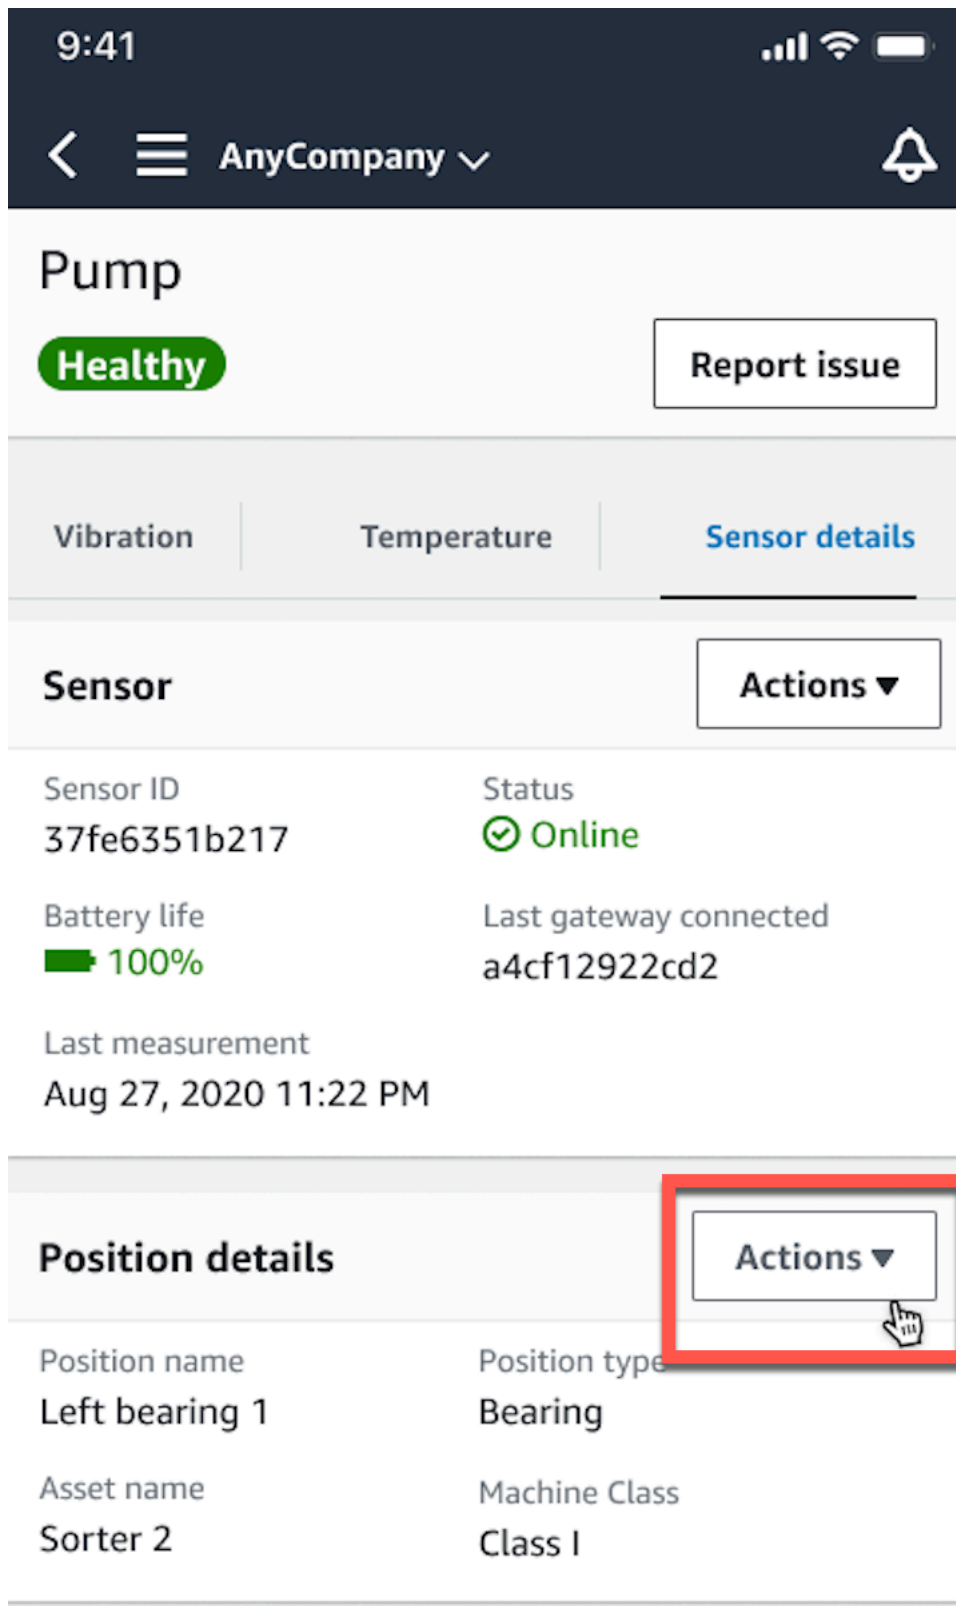 9:41
AnyCompany
Pump
Healthy
Report issue
Vibration Temperature Sensor details
Sensor Actions
Sensor ID Status
37fe6351b217 Online
Battery life Last gateway connected
100% a4cf12922cd2
Last measurement
Aug 27, 2020 11:22 PM
Position details Actions
Position name Position type
Left bearing 1 Bearing
Asset name Machine Class
Sorter 2 Class I